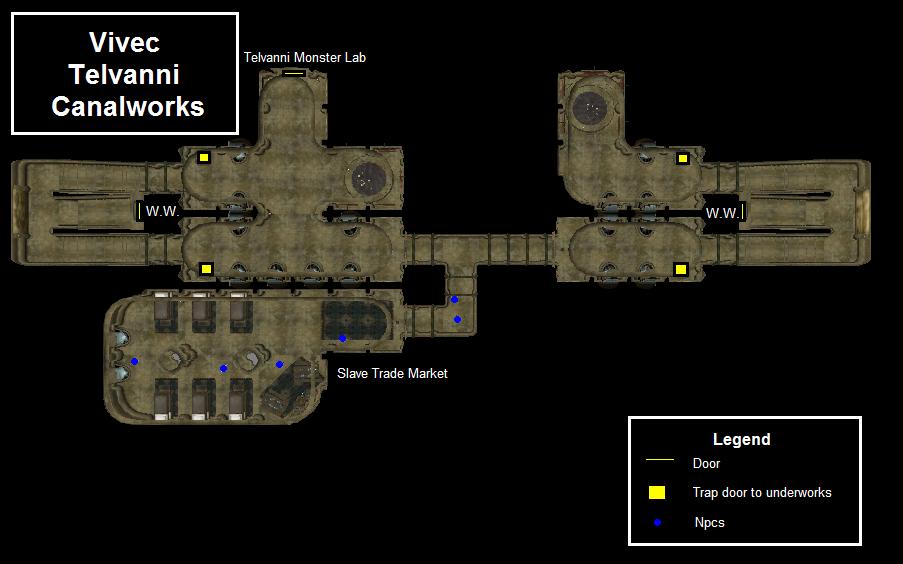 Vivec
Telvanni
Canalworks
Telvanni Monster Lab
W.W.
W.W.
Slave Trade Market
Legend
Door
Trap door to underworks
Npcs